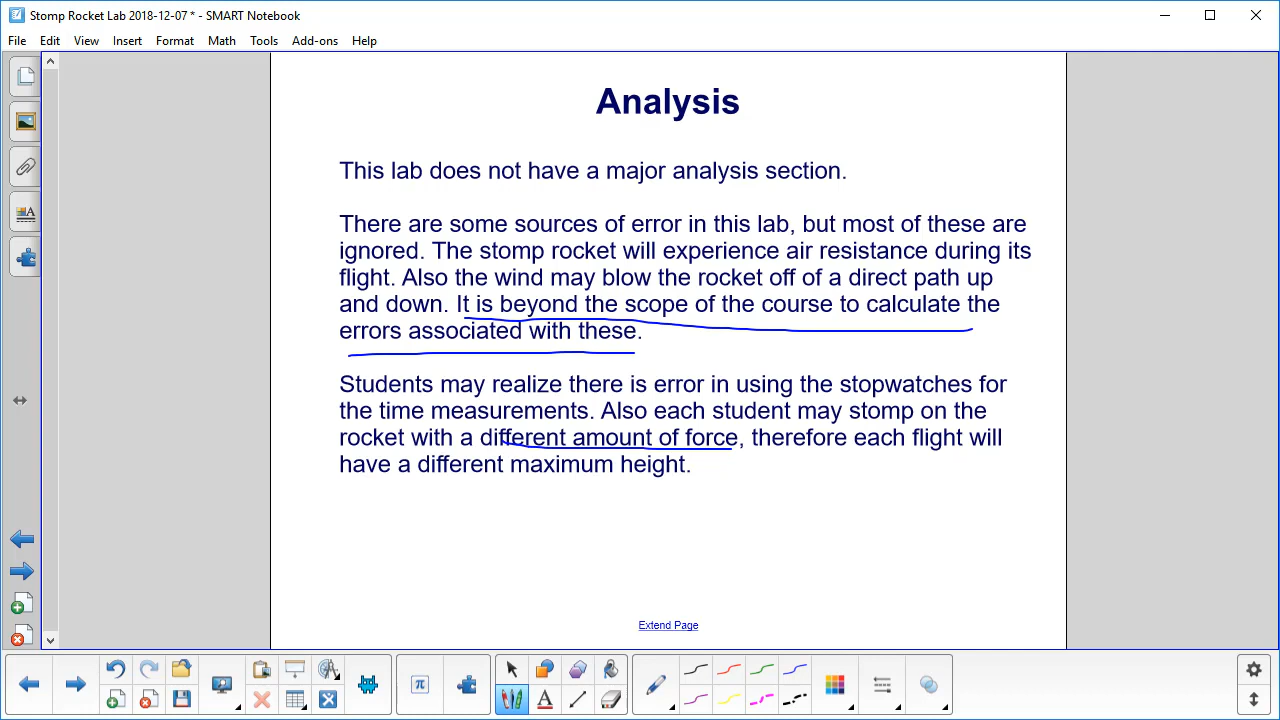 Stomp Rocket Lab 2018-12-07 * - SMART Notebook
File Edit View Insert Format Math Tools Add-ons Help
Analysis
This lab does not have a major analysis section.
There are some sources of error in this lab, but most of these are
ignored. The stomp rocket will experience air resistance during its
flight. Also the wind may blow the rocket off of a direct path up
and down. It is beyond the scope of the course to calculate the
errors associated with these.
Students may realize there is error in using the stopwatches for
the time measurements. Also each student may stomp on the
rocket with a different amount of force, therefore each flight will
have a different maximum height.
Extend Page
π
A